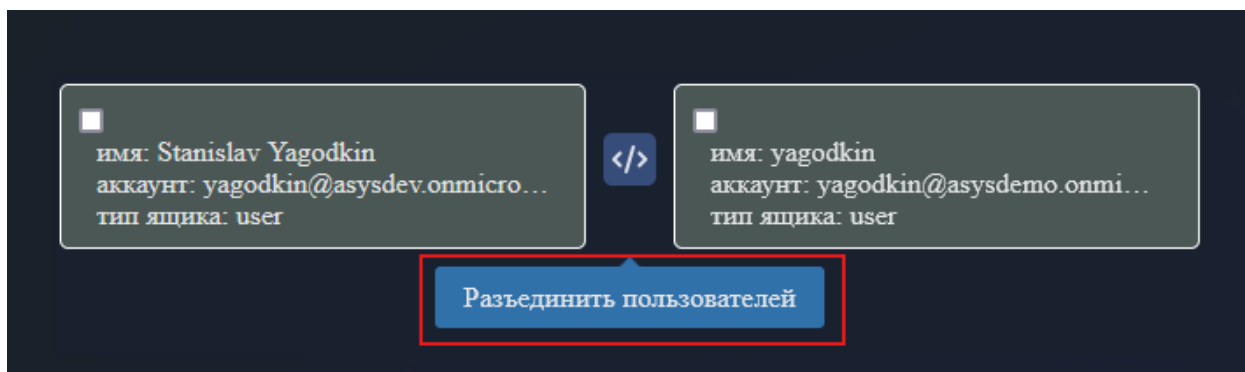 имя: Stanislav Yagodkin
аккаунт: yagodkin@asysdev.onmicro...
тип ящика: user
</>
имя: yagodkin
аккаунт: yagodkin@asysdemo.onmi...
тип ящика: user
Разъединить пользователей